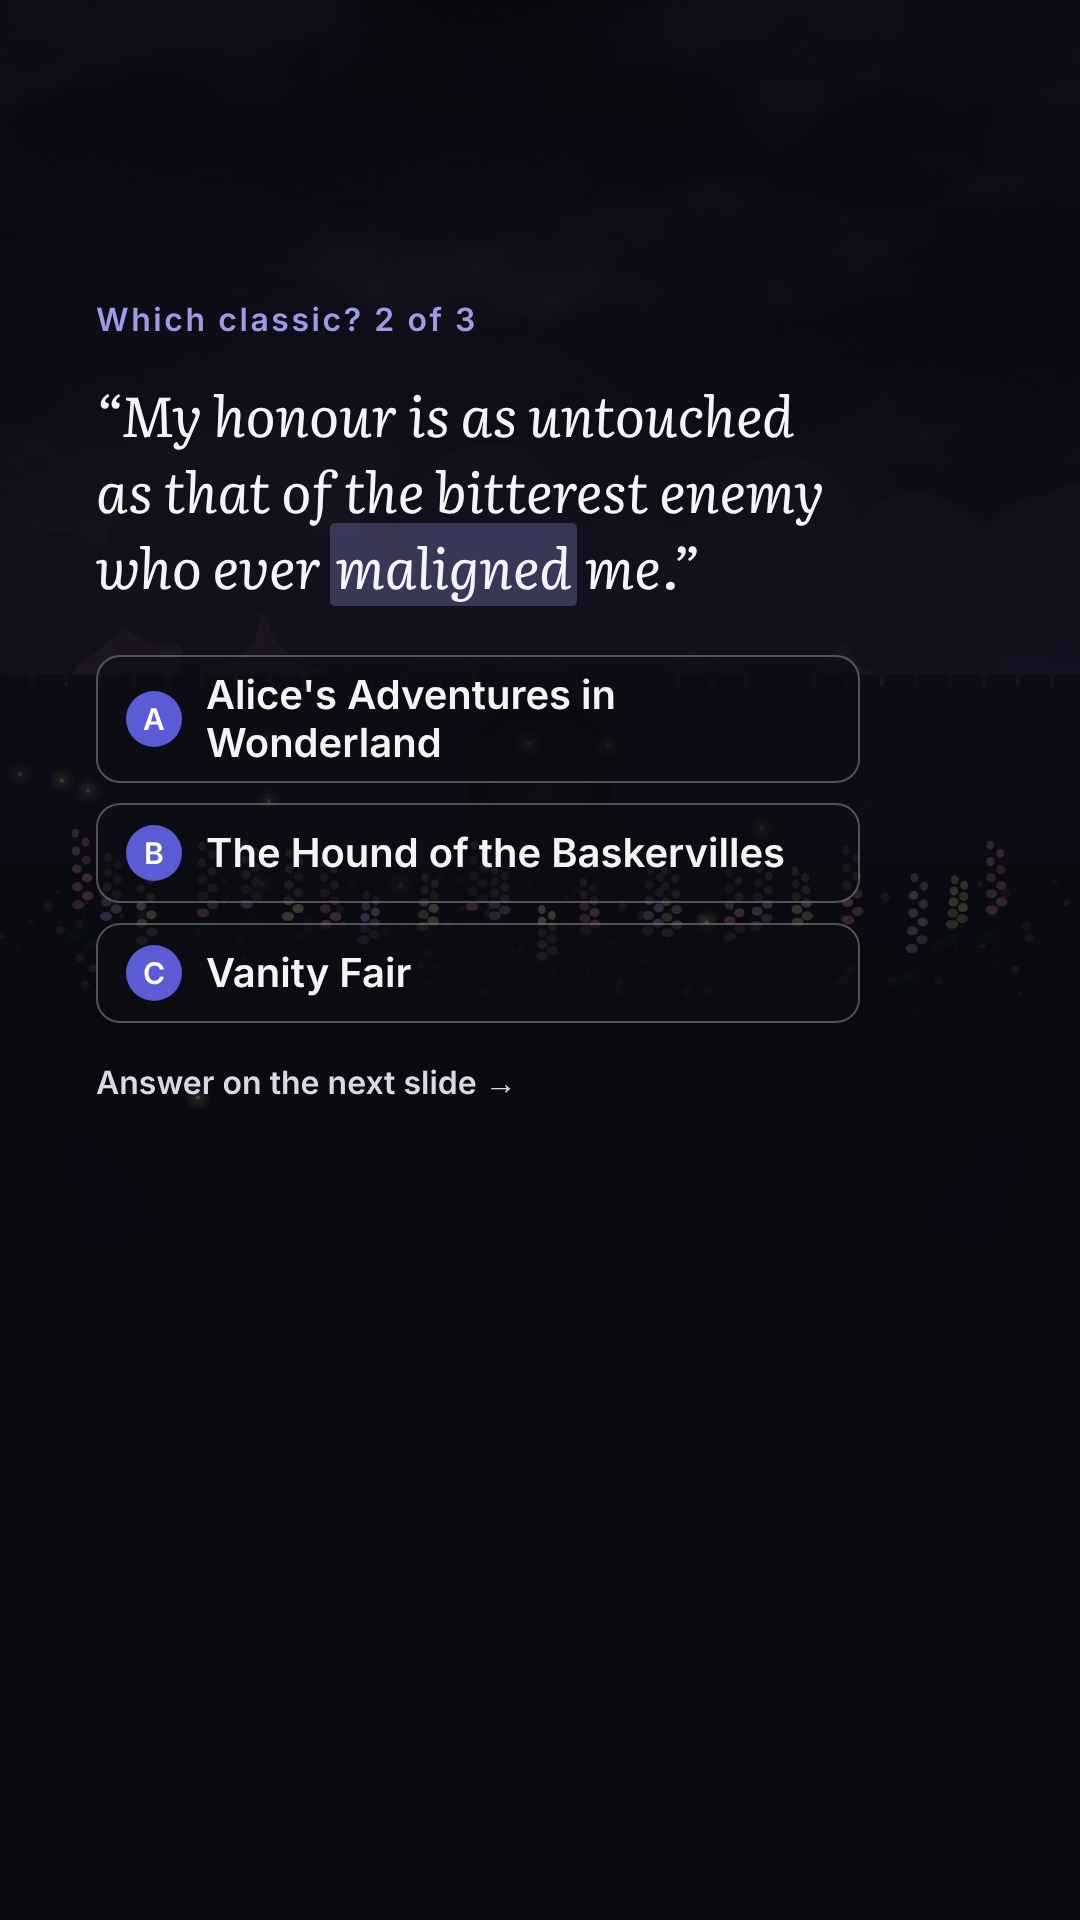 Which classic? 2 of 3
“My honour is as untouched
as that of the bitterest enemy
who ever maligned me.”
A Alice's Adventures in
Wonderland
B The Hound of the Baskervilles
C Vanity Fair
Answer on the next slide →